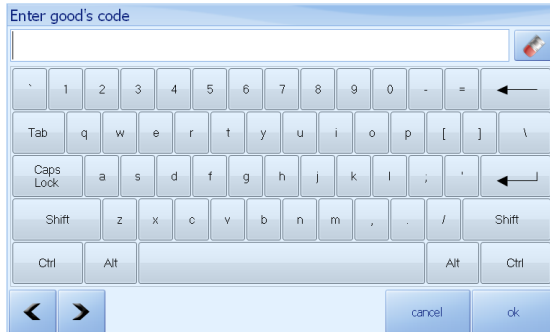 Enter good's code
` 1 2 3 4 5 6 7 8 9 0 - =
Tab q w e r t y u i o p [ ] \
Caps Lock a s d f g h j k l ; '
Shift z x c v b n m , . / Shift
Ctrl Alt Alt Ctrl
cancel ok